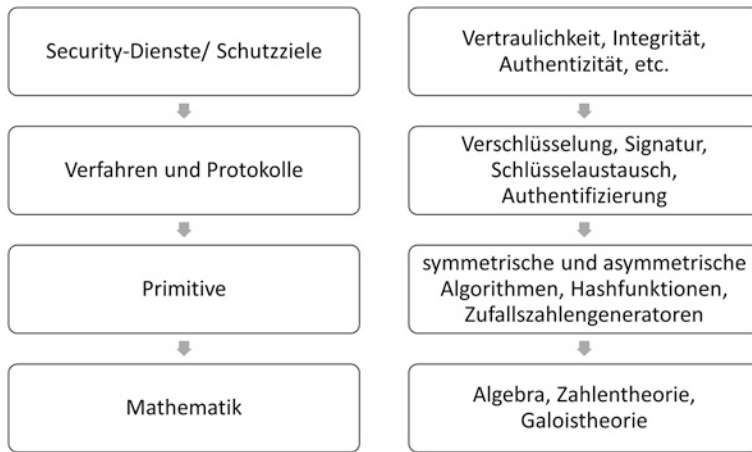 Security-Dienste/ Schutzziele
Vertraulichkeit, Integrität,
Authentizität, etc.
Verfahren und Protokolle
Verschlüsselung, Signatur,
Schlüsselaustausch,
Authentifizierung
Primitive
symmetrische und asymmetrische
Algorithmen, Hashfunktionen,
Zufallszahlengeneratoren
Mathematik
Algebra, Zahlentheorie,
Galoistheorie